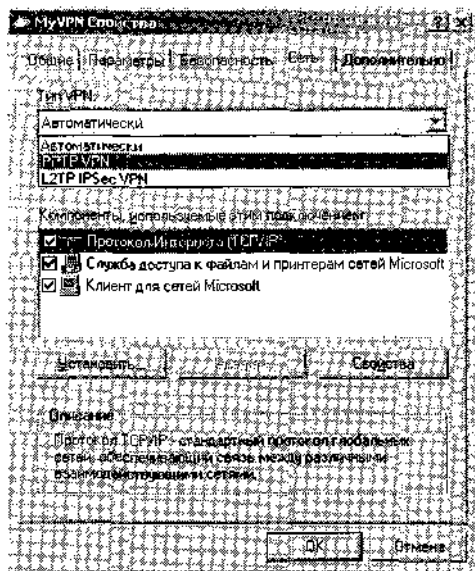 MyVPN Свойства
Общие Параметры Безопасность Сеть Дополнительно
Тип VPN:
Автоматически
Автоматически
PPTP VPN
L2TP IPSec VPN
Компоненты, используемые этим подключением:
Протокол Интернета (TCP/IP)
Служба доступа к файлам и принтерам сетей Microsoft
Клиент для сетей Microsoft
Установить... Свойства
Описание
Протокол TCP/IP - стандартный протокол глобальных
сетей, обеспечивающий связь между различными
взаимодействующими сетями.
OK Отмена